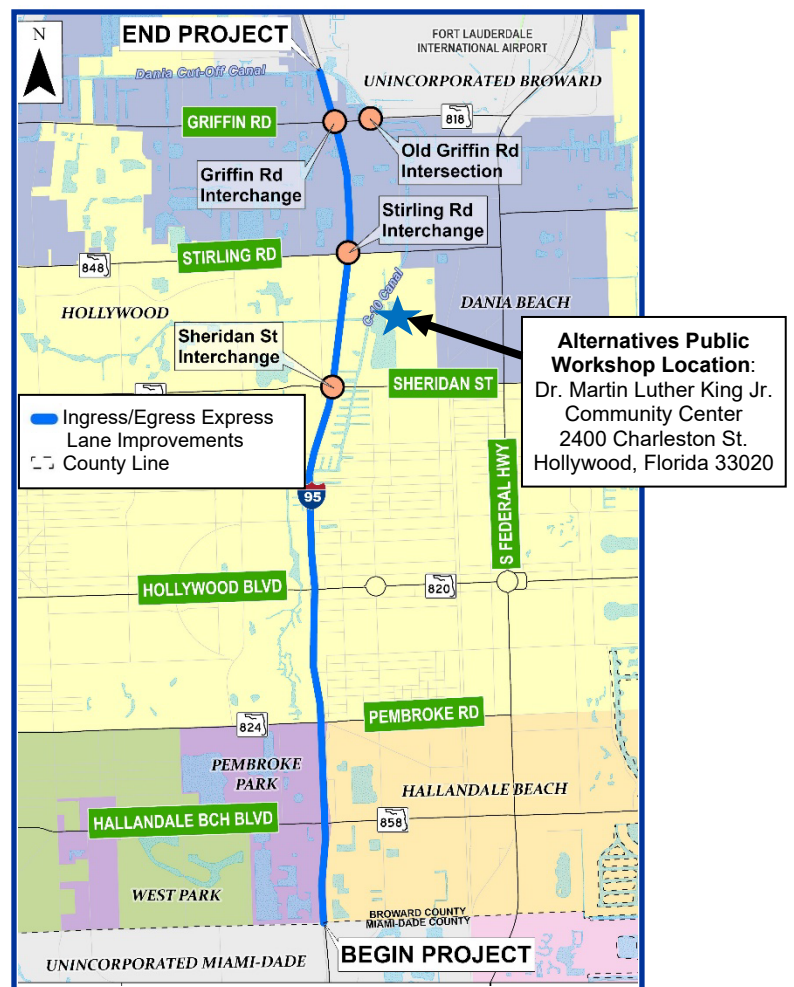 N
END PROJECT
FORT LAUDERDALE
INTERNATIONAL AIRPORT
Dania Cut-Off Canal
UNINCORPORATED BROWARD
GRIFFIN RD
818
Griffin Rd
Interchange
Old Griffin Rd
Intersection
Stirling Rd
Interchange
STIRLING RD
848
C-10 Canal
HOLLYWOOD
DANIA BEACH
Sheridan St
Interchange
SHERIDAN ST
Alternatives Public
Workshop Location:
Dr. Martin Luther King Jr.
Community Center
2400 Charleston St.
Hollywood, Florida 33020
Ingress/Egress Express
Lane Improvements
County Line
95
S FEDERAL HWY
HOLLYWOOD BLVD
820
PEMBROKE RD
824
PEMBROKE
PARK
HALLANDALE BEACH
HALLANDALE BCH BLVD
858
WEST PARK
BROWARD COUNTY
MIAMI-DADE COUNTY
BEGIN PROJECT
UNINCORPORATED MIAMI-DADE